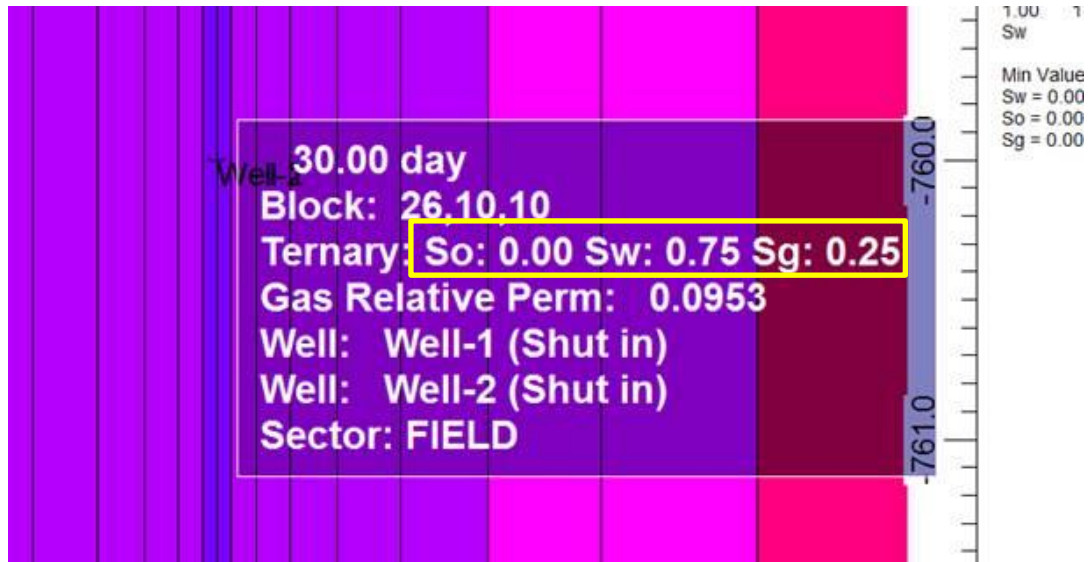 30.00 day
Well-2
Block: 26,10,10
Ternary: So: 0.00 Sw: 0.75 Sg: 0.25
Gas Relative Perm: 0.0953
Well: Well-1 (Shut in)
Well: Well-2 (Shut in)
Sector: FIELD
-760.0
-761.0
1.00
Sw
Min Value
Sw = 0.00
So = 0.00
Sg = 0.00